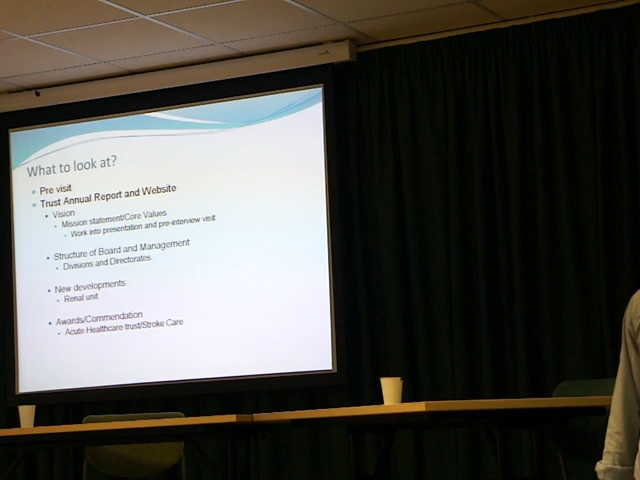 What to look at?
Pre visit
Trust Annual Report and Website
Vision
Mission statement/Core Values
Work into presentation and pre-interview visit
Structure of Board and Management
Divisions and Directorates
New developments
Renal unit
Awards/Commendation
Acute Healthcare trust/Stroke Care